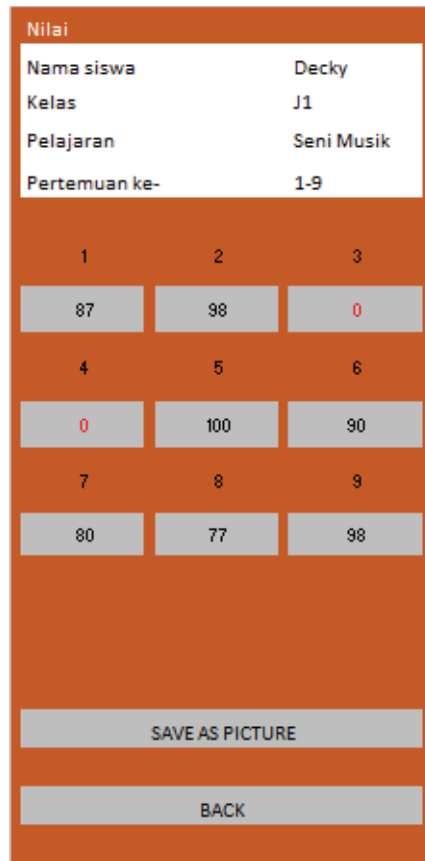 Nilai
Nama siswa Decky
Kelas J1
Pelajaran Seni Musik
Pertemuan ke- 1-9
1 2 3
87 98 0
4 5 6
0 100 90
7 8 9
80 77 98
SAVE AS PICTURE
BACK